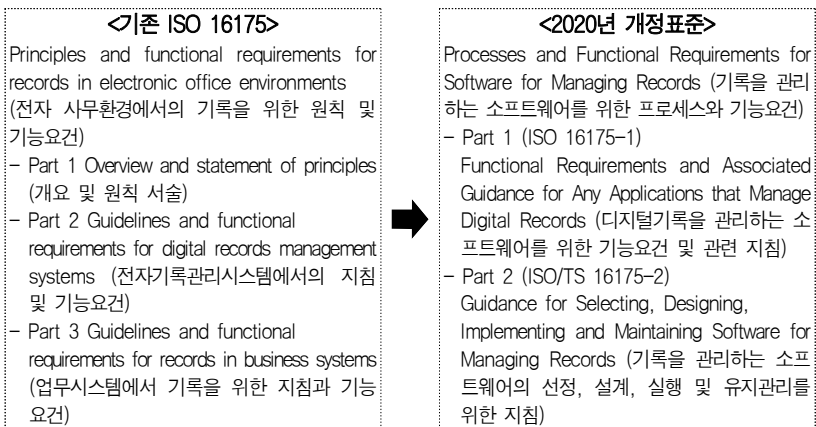 <기존 ISO 16175>
Principles and functional requirements for
records in electronic office environments
(전자 사무환경에서의 기록을 위한 원칙 및
기능요건)
- Part 1 Overview and statement of principles
(개요 및 원칙 서술)
- Part 2 Guidelines and functional
requirements for digital records management
systems (전자기록관리시스템에서의 지침
및 기능요건)
- Part 3 Guidelines and functional
requirements for records in business systems
(업무시스템에서 기록을 위한 지침과 기능
요건)
<2020년 개정표준>
Processes and Functional Requirements for
Software for Managing Records (기록을 관리
하는 소프트웨어를 위한 프로세스와 기능요건)
- Part 1 (ISO 16175-1)
Functional Requirements and Associated
Guidance for Any Applications that Manage
Digital Records (디지털기록을 관리하는 소
프트웨어를 위한 기능요건 및 관련 지침)
- Part 2 (ISO/TS 16175-2)
Guidance for Selecting, Designing,
Implementing and Maintaining Software for
Managing Records (기록을 관리하는 소프
트웨어의 선정, 설계, 실행 및 유지관리를
위한 지침)